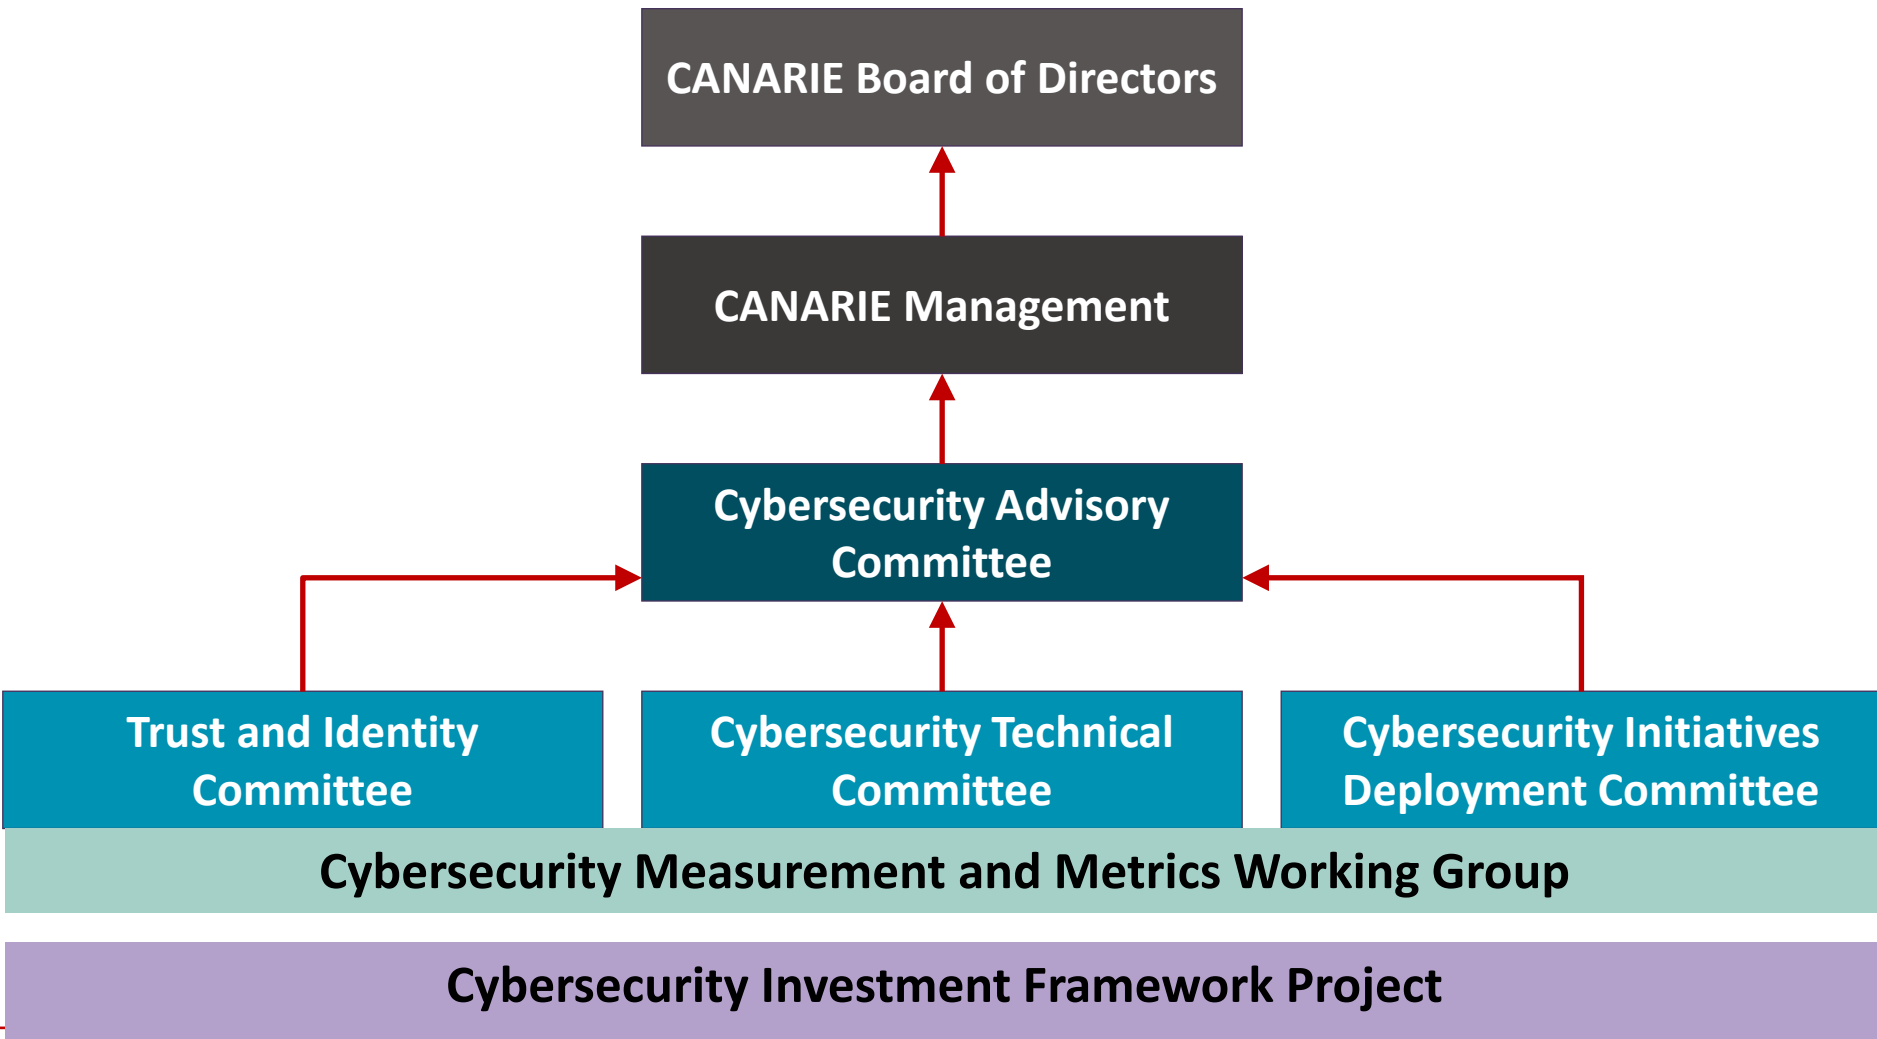 CANARIE Board of Directors
CANARIE Management
Cybersecurity Advisory
Committee
Trust and Identity
Committee
Cybersecurity Technical
Committee
Cybersecurity Initiatives
Deployment Committee
Cybersecurity Measurement and Metrics Working Group
Cybersecurity Investment Framework Project